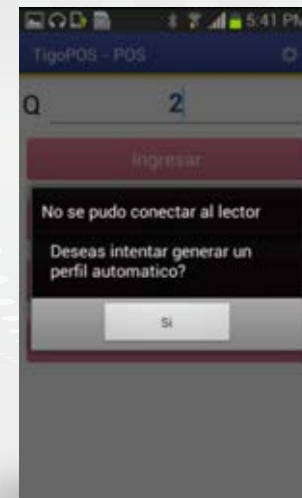 5:41 PM
TigoPOS - POS
Q 2
Ingresar
No se pudo conectar al lector
Deseas intentar generar un
perfil automatico?
Si